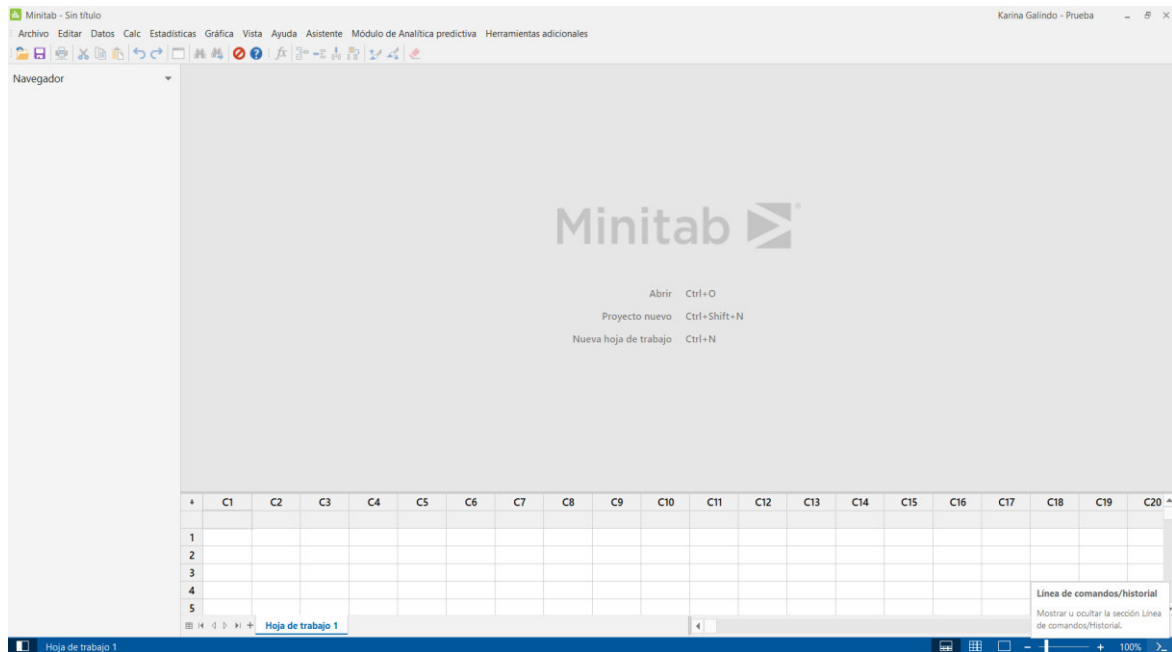 Minitab - Sin título
Karina Galindo - Prueba
Archivo Editar Datos Calc Estadísticas Gráfica Vista Ayuda Asistente Módulo de Analítica predictiva Herramientas adicionales
Navegador
Minitab
Abrir Ctrl+O
Proyecto nuevo Ctrl+Shift+N
Nueva hoja de trabajo Ctrl+N
C1 C2 C3 C4 C5 C6 C7 C8 C9 C10 C11 C12 C13 C14 C15 C16 C17 C18 C19 C20
1
2
3
4
5
Línea de comandos/historial
Mostrar u ocultar la sección Línea
de comandos/Historial.
Hoja de trabajo 1
Hoja de trabajo 1
100%